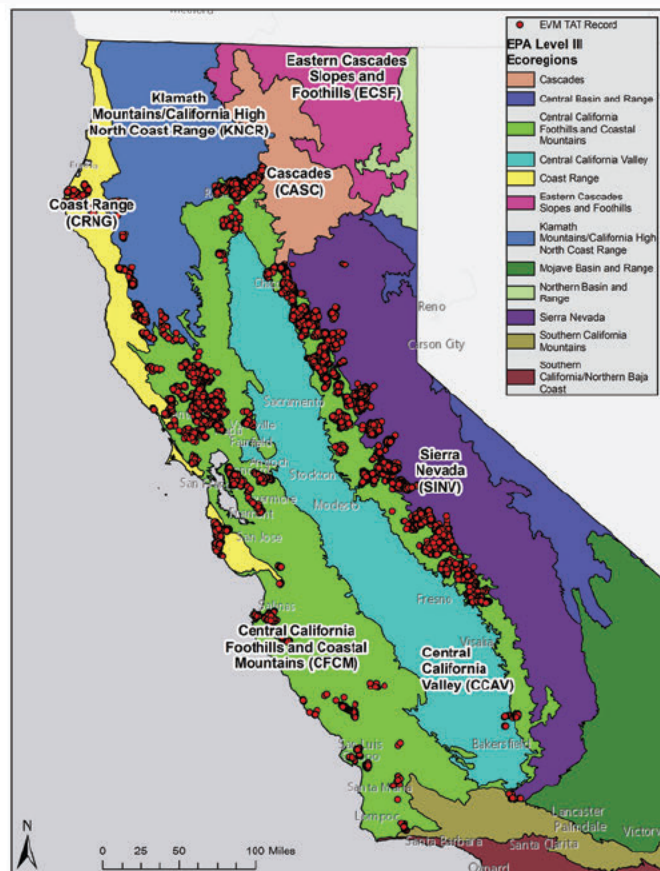 EVM TAT Record
EPA Level III
Ecoregions
Cascades
Central Basin and Range
Central California
Foothills and Coastal
Mountains
Central California Valley
Coast Range
Eastern Cascades
Slopes and Foothills
Klamath
Mountains/California High
North Coast Range
Mojave Basin and Range
Northern Basin and
Range
Sierra Nevada
Southern California
Mountains
Southern
California/Northern Baja
Coast
Eastern Cascades
Slopes and
Foothills (ECSF)
Klamath
Mountains/California High
North Coast Range (KNCR)
Cascades
(CASC)
Coast Range
(CRNG)
Reno
Carson City
Sacramento
Stockton
Modesto
San Jose
Salinas
Sierra
Nevada
(SINV)
Fresno
Visalia
Central California
Foothills and Coastal
Mountains (CFCM)
Central
California
Valley (CCAV)
Bakersfield
San Luis
Santa Maria
Lompoc
Santa Barbara
Lancaster
Palmdale
Santa Clarita
Victorv
Oxnard
N
0 25 50 100 Miles